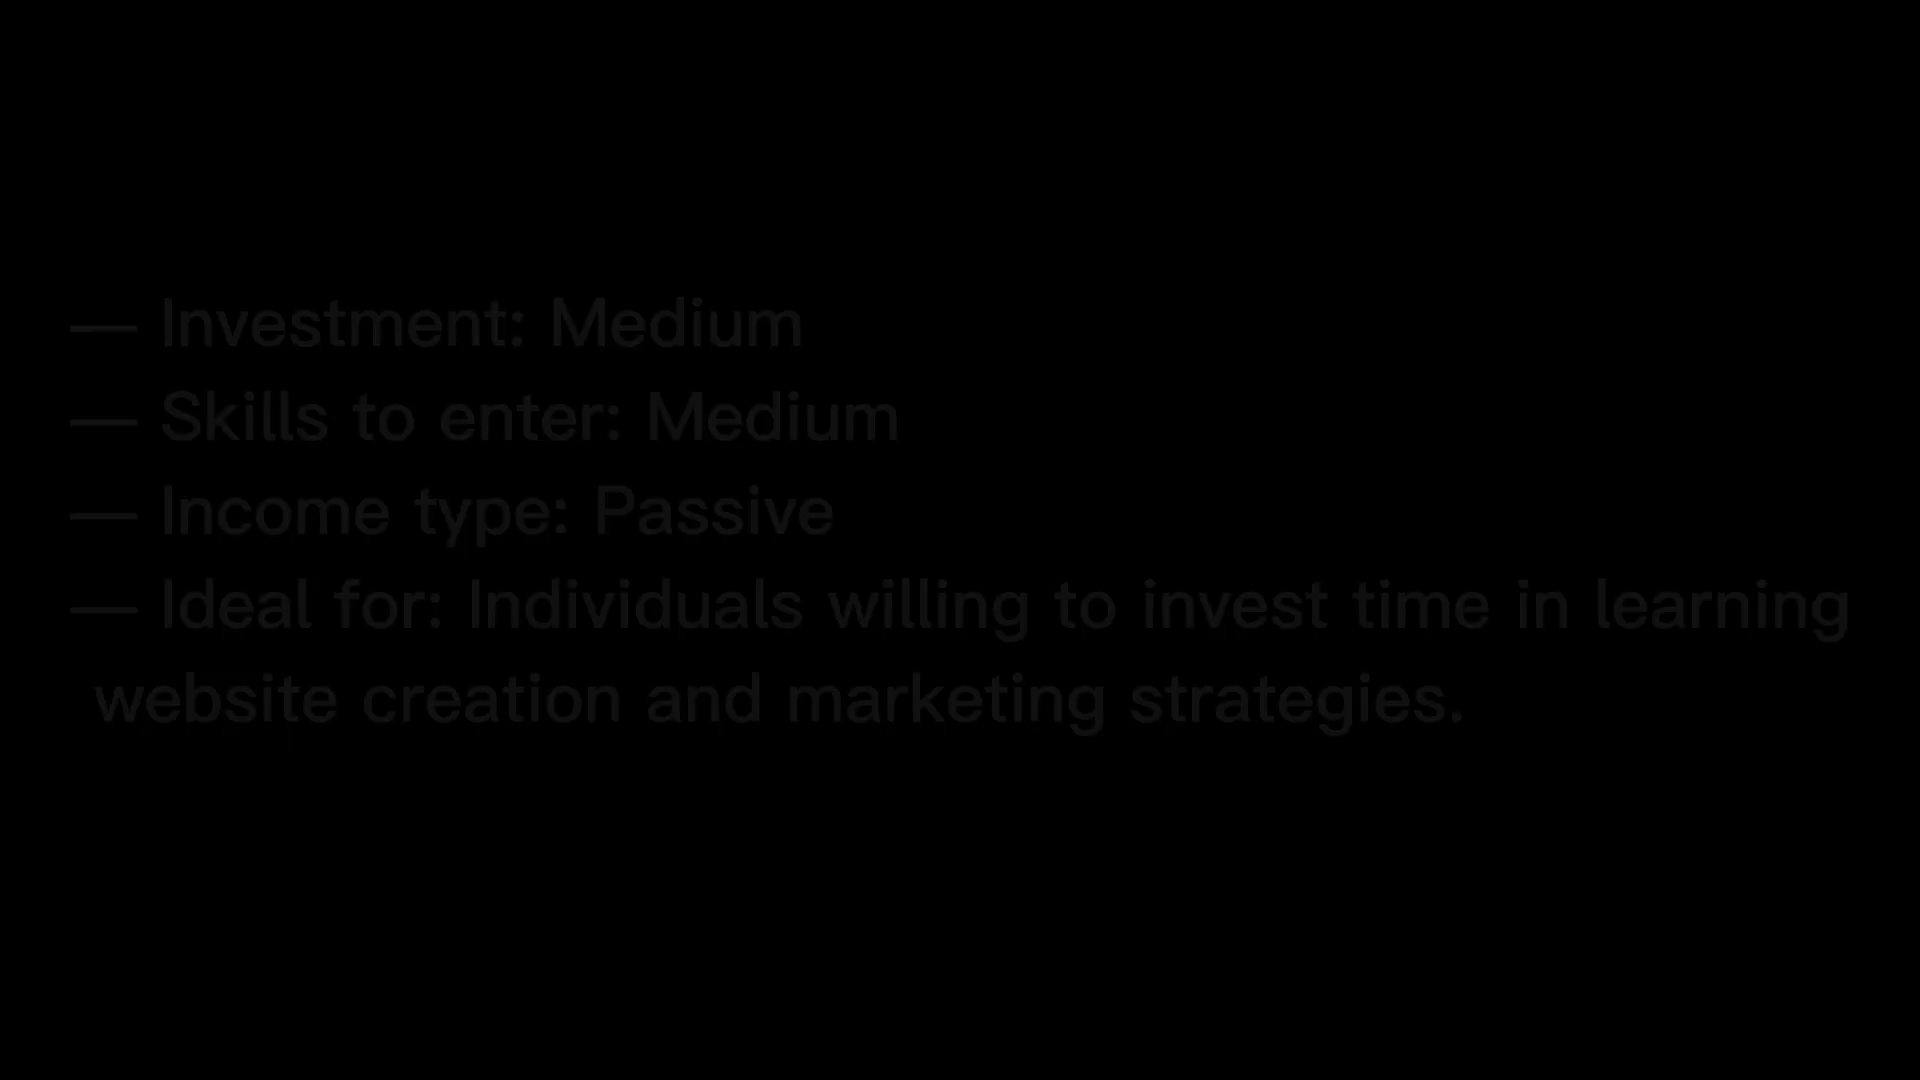 — Investment: Medium
— Skills to enter: Medium
— Income type: Passive
— Ideal for: Individuals willing to invest time in learning
website creation and marketing strategies.